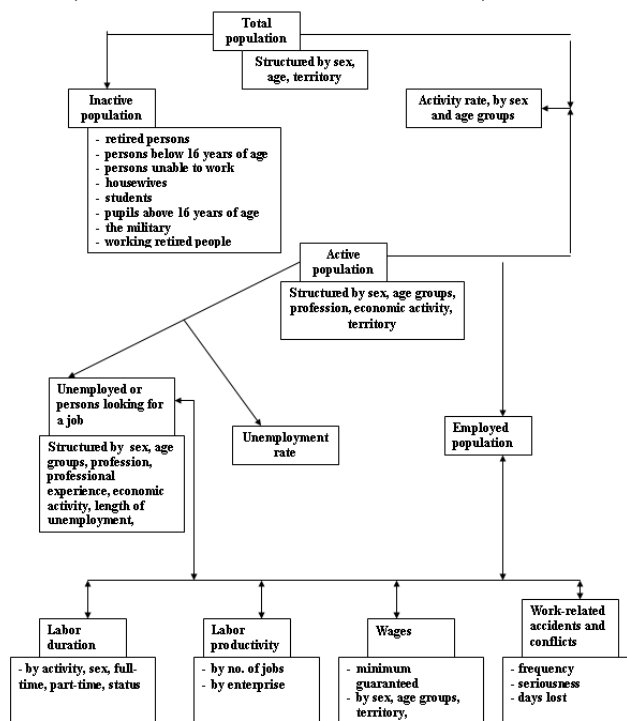 Total
population
Structured by sex,
age, territory
Inactive
population
Activity rate, by sex
and age groups
- retired persons
- persons below 16 years of age
- persons unable to work
- housewives
- students
- pupils above 16 years of age
- the military
- working retired people
Active
population
Structured by sex, age groups,
profession, economic activity,
territory
Unemployed or
persons looking for
a job
Structured by sex, age
groups, profession,
professional
experience, economic
activity, length of
unemployment,
Unemployment
rate
Employed
population
Labor
duration
- by activity, sex, full-
time, part-time, status
Labor
productivity
- by no. of jobs
- by enterprise
Wages
- minimum
guaranteed
- by sex, age groups,
territory,
Work-related
accidents and
conflicts
- frequency
- seriousness
- days lost